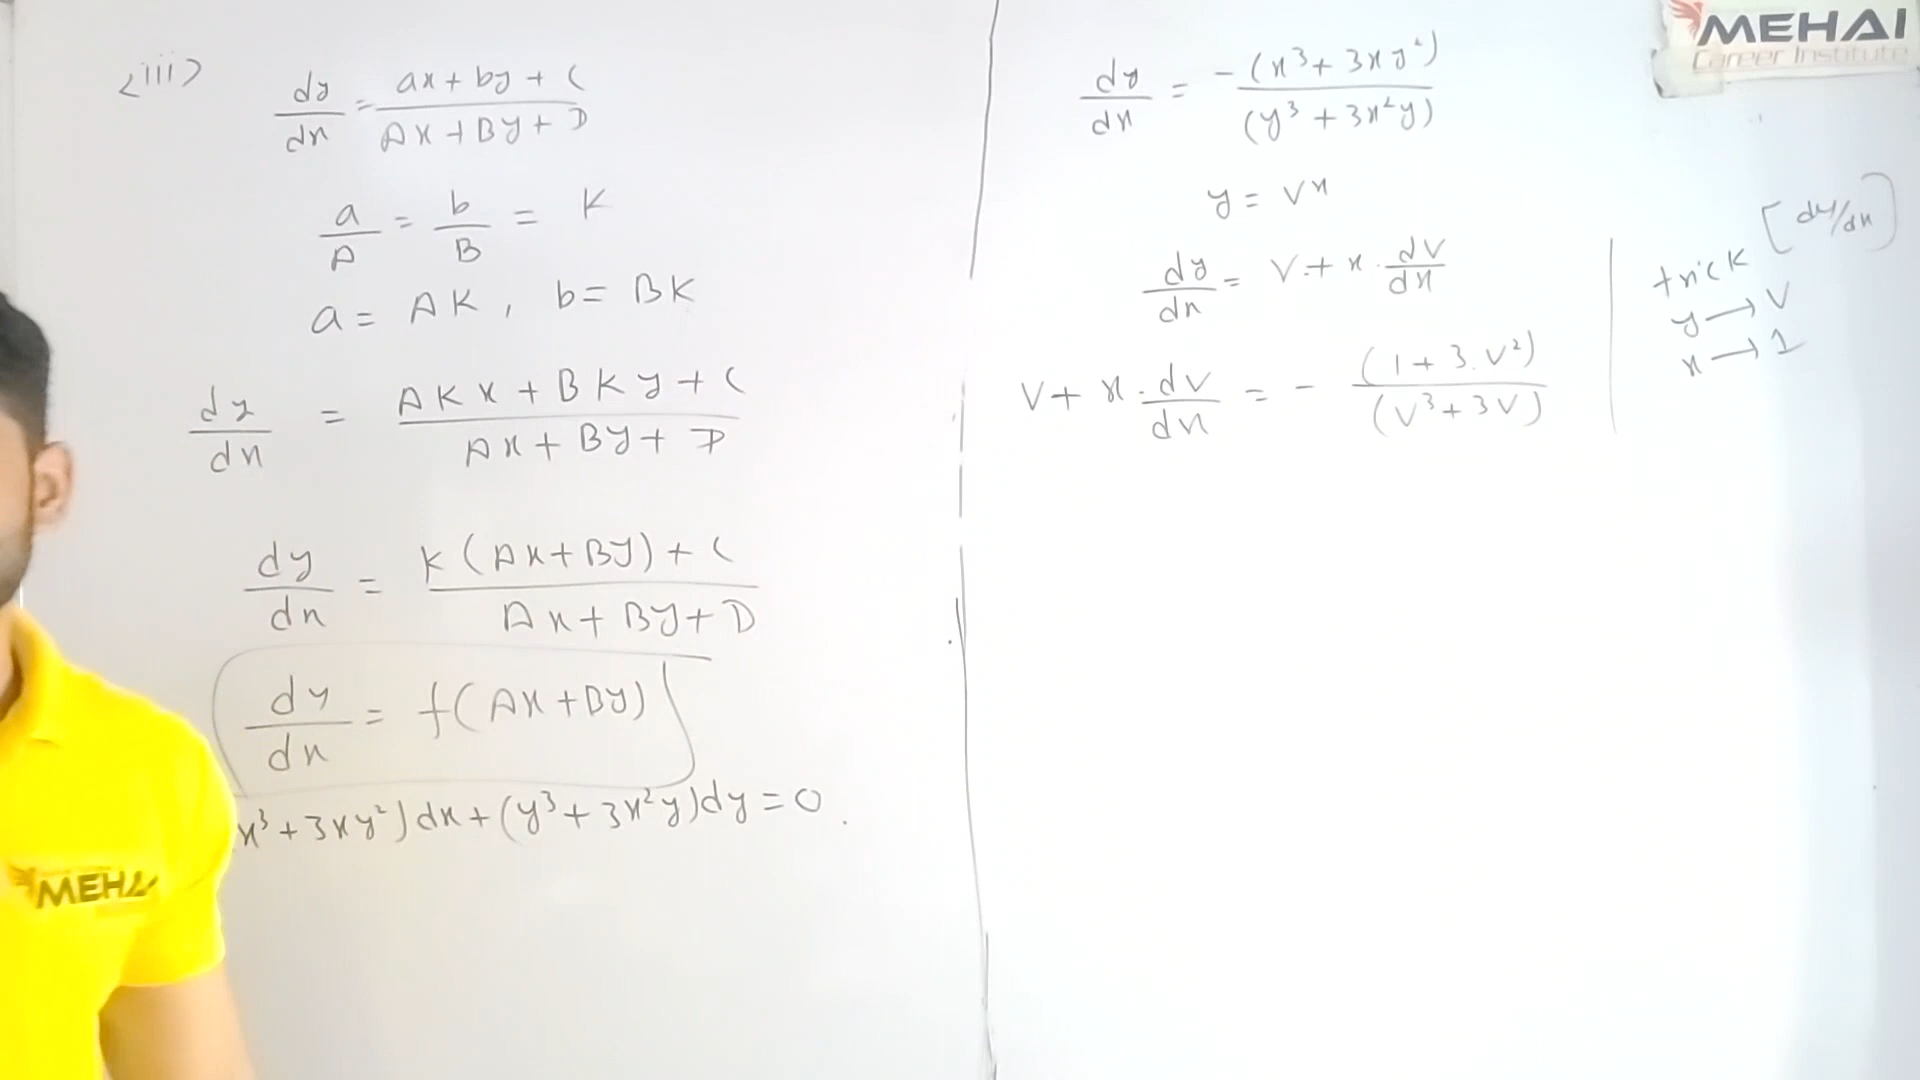 <iii>
dy/dx = (ax + by + C)/(Ax + By + D)
a/A = b/B = K
a = AK , b = BK
dy/dx = (AKx + BKy + C)/(Ax + By + D)
dy/dx = (K(Ax+By) + C)/(Ax + By + D)
dy/dx = f(Ax + By)
x³ + 3xy²)dx + (y³ + 3x²y)dy = 0 .
MEHAI
dy/dx = -(x³ + 3xy²)/(y³ + 3x²y)
y = vx
dy/dx = v + x . dv/dx
v + x . dv/dx = - (1 + 3.v²)/(v³ + 3v)
trick [dy/dx]
y → v
x → 1
MEHAI
Career Institute